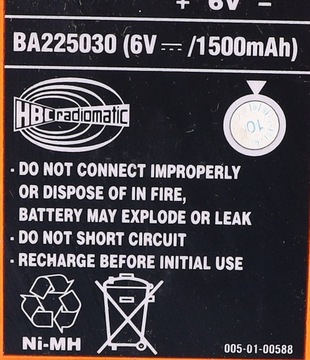 + 6V −
BA225030 (6V ⎓ /1500mAh)
HBC radiomatic
10
· DO NOT CONNECT IMPROPERLY
OR DISPOSE OF IN FIRE,
BATTERY MAY EXPLODE OR LEAK
· DO NOT SHORT CIRCUIT
· RECHARGE BEFORE INITIAL USE
Ni-MH
005-01-00588